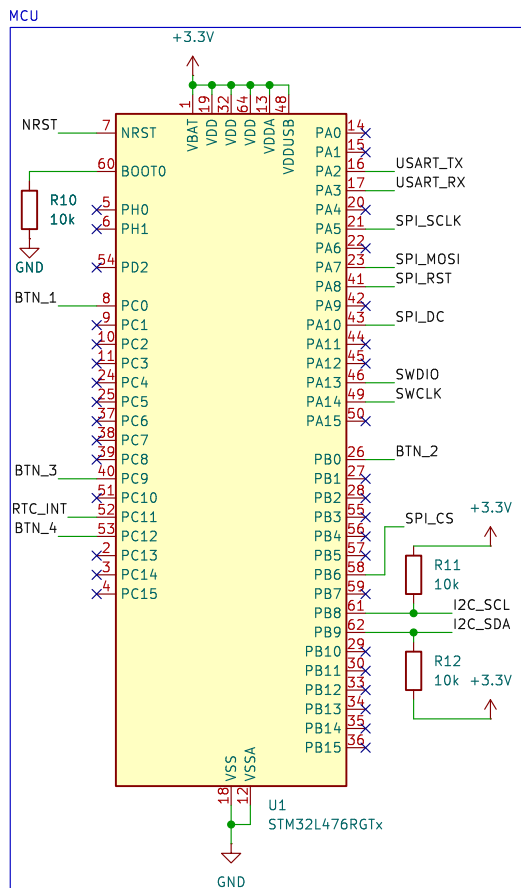 MCU
+3.3V
1 19 32 64 13 48
VBAT VDD VDD VDD VDDA VDDUSB
NRST 7 NRST
60 BOOT0
R10
10k
GND
5 PH0
6 PH1
54 PD2
BTN_1 8 PC0
9 PC1
10 PC2
11 PC3
24 PC4
25 PC5
37 PC6
38 PC7
39 PC8
BTN_3 40 PC9
51 PC10
RTC_INT 52 PC11
BTN_4 53 PC12
2 PC13
3 PC14
4 PC15
PA0 14
PA1 15
PA2 16 USART_TX
PA3 17 USART_RX
PA4 20
PA5 21 SPI_SCLK
PA6 22
PA7 23 SPI_MOSI
PA8 41 SPI_RST
PA9 42
PA10 43 SPI_DC
PA11 44
PA12 45
PA13 46 SWDIO
PA14 49 SWCLK
PA15 50
PB0 26 BTN_2
PB1 27
PB2 28
PB3 55
PB4 56
PB5 57
PB6 58 SPI_CS
PB7 59
PB8 61 I2C_SCL
PB9 62 I2C_SDA
PB10 29
PB11 30
PB12 33
PB13 34
PB14 35
PB15 36
+3.3V
R11
10k
R12
10k
+3.3V
VSS VSSA
18 12
U1
STM32L476RGTx
GND